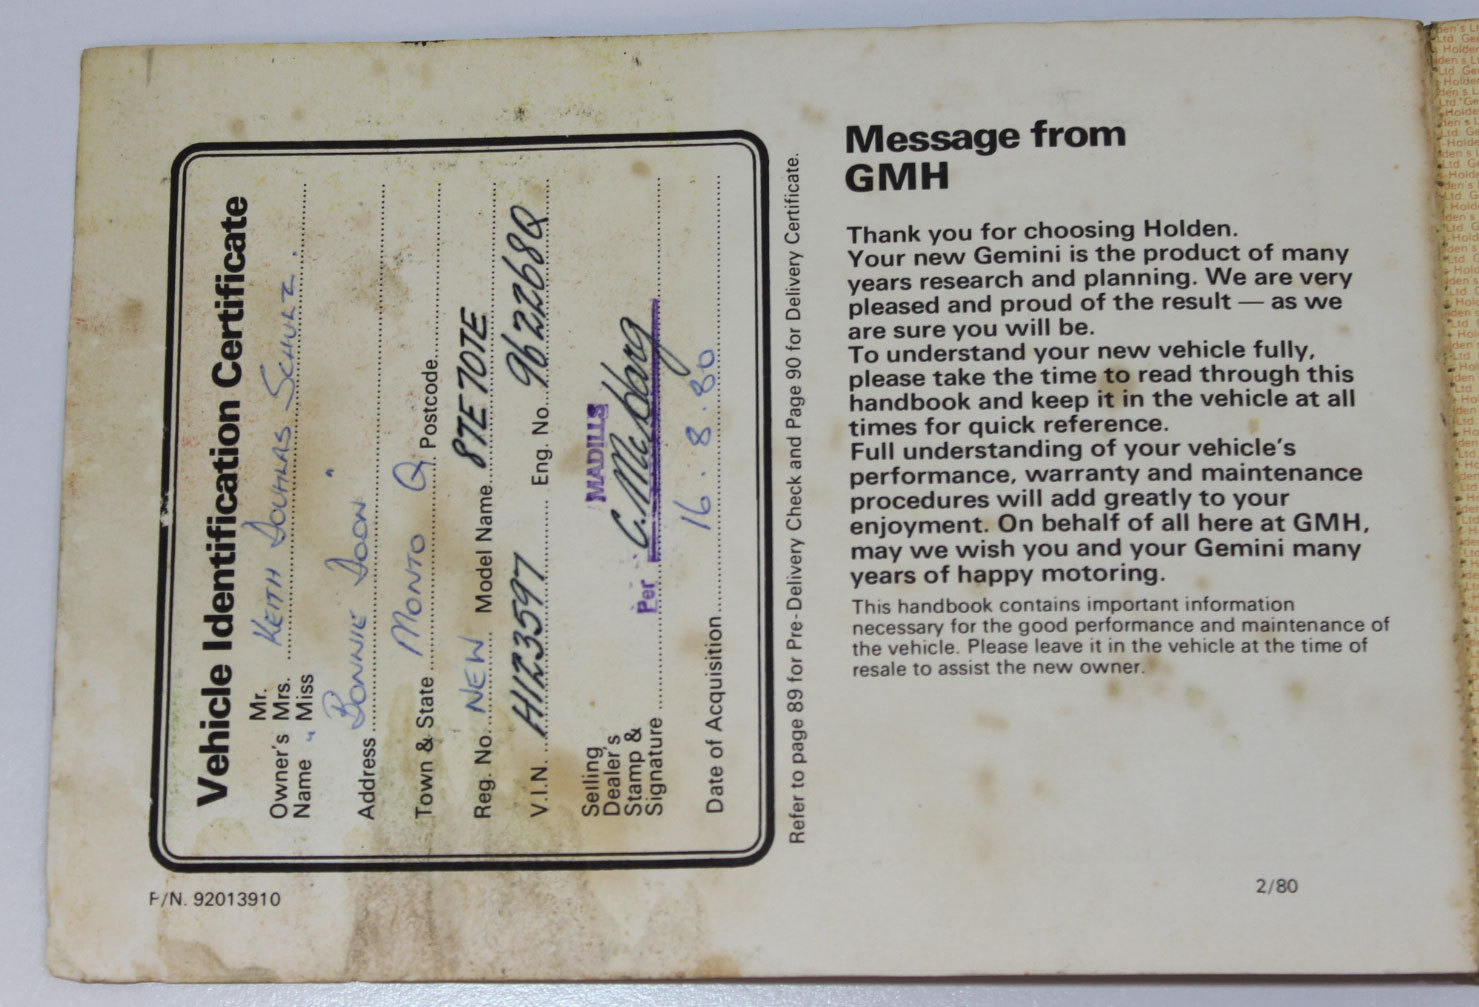 Vehicle Identification Certificate
Mr.
Owner's Mrs. KEITH DOUGLAS SCHULZ.
Name " Miss
Address BONNIE DOON "
Town & State MONTO Q. Postcode
Reg. No. NEW Model Name 8TE70TE
V.I.N. A1123597 Eng. No. 9622268Q
Selling
Dealer's MADILLS
Stamp & Per
Signature
Date of Acquisition 16.8.80
Refer to page 89 for Pre-Delivery Check and Page 90 for Delivery Certificate.
P/N. 92013910
Message from
GMH
Thank you for choosing Holden.
Your new Gemini is the product of many
years research and planning. We are very
pleased and proud of the result — as we
are sure you will be.
To understand your new vehicle fully,
please take the time to read through this
handbook and keep it in the vehicle at all
times for quick reference.
Full understanding of your vehicle's
performance, warranty and maintenance
procedures will add greatly to your
enjoyment. On behalf of all here at GMH,
may we wish you and your Gemini many
years of happy motoring.
This handbook contains important information
necessary for the good performance and maintenance of
the vehicle. Please leave it in the vehicle at the time of
resale to assist the new owner.
2/80